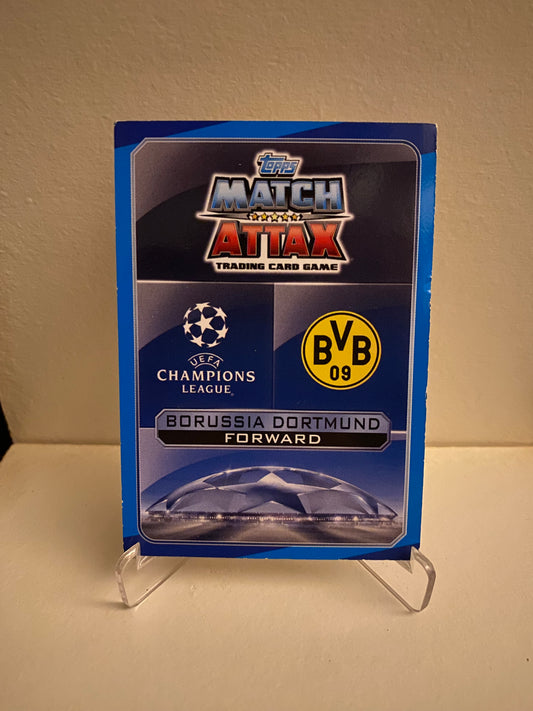 topps
MATCH
ATTAX
TRADING CARD GAME
UEFA
CHAMPIONS
LEAGUE®
BVB
09
BORUSSIA DORTMUND
FORWARD